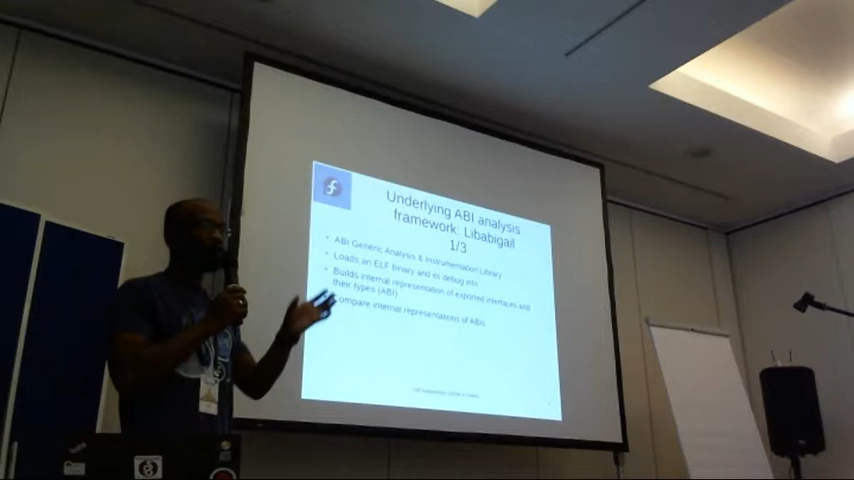 Underlying ABI analysis
framework: Libabigail
1/3
• ABI Generic Analysis & Instrumentation Library
• Loads an ELF binary and its debug info
• Builds internal representation of exported interfaces and
their types (ABI)
Compare internal representations of ABIs